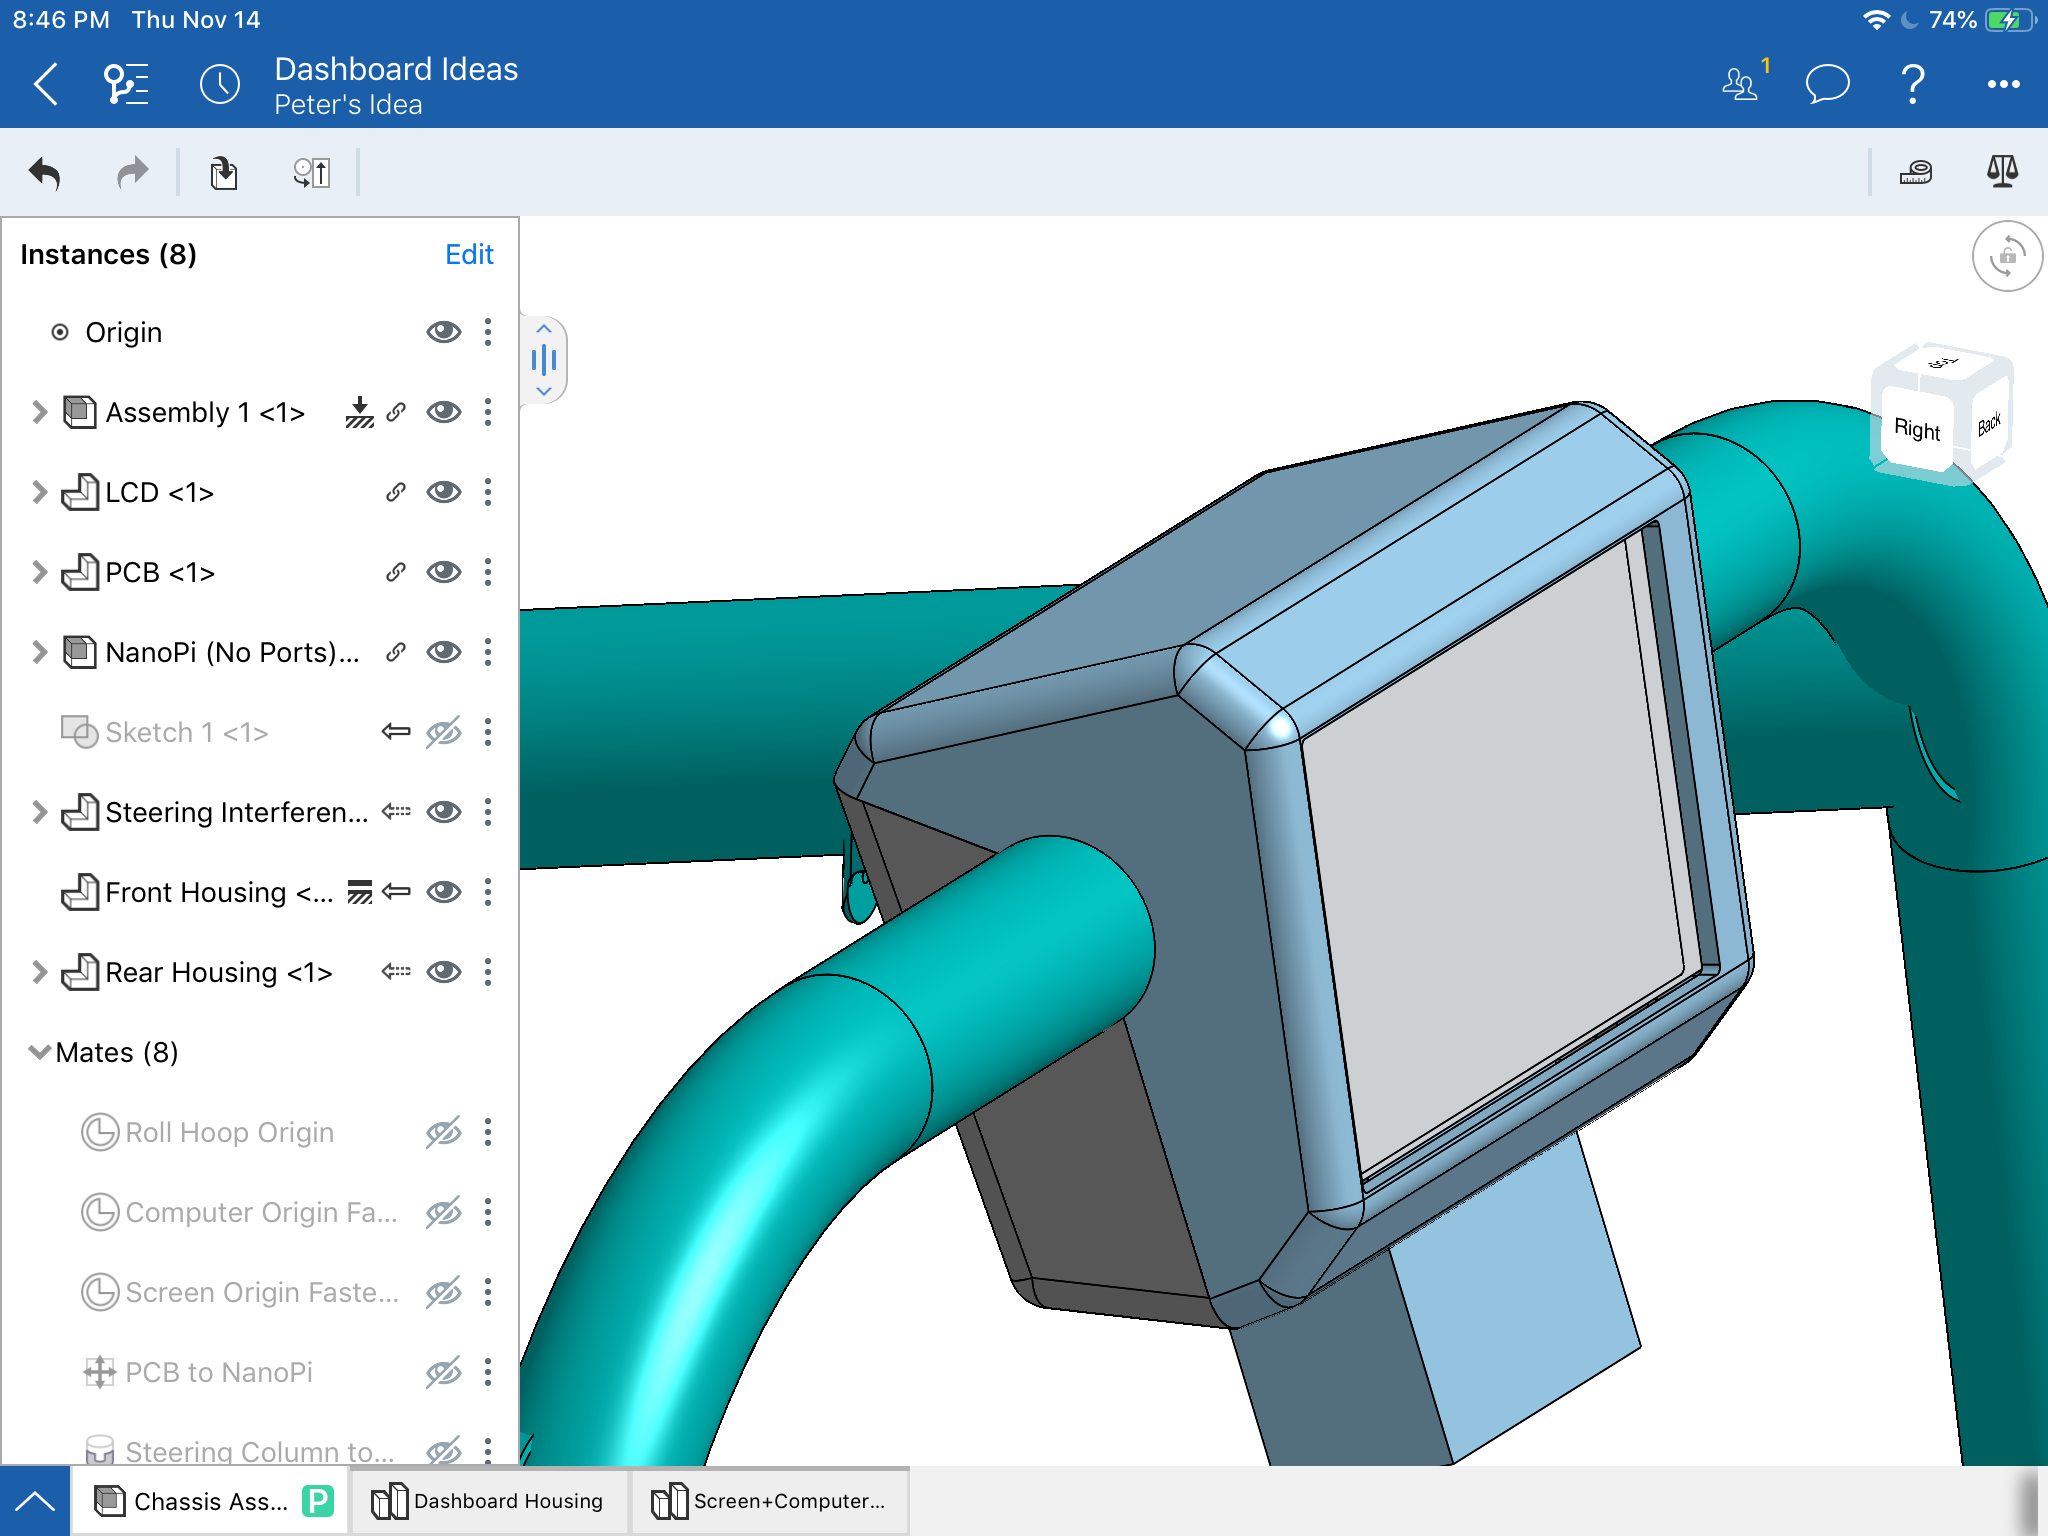 8:46 PM Thu Nov 14
74%
Dashboard Ideas
Peter's Idea
1
?
Instances (8)
Edit
Origin
Assembly 1 <1>
LCD <1>
PCB <1>
NanoPi (No Ports)...
Sketch 1 <1>
Steering Interferen...
Front Housing <...
Rear Housing <1>
Mates (8)
Roll Hoop Origin
Computer Origin Fa...
Screen Origin Faste...
PCB to NanoPi
Steering Column to...
Top
Right
Back
Chassis Ass... P
Dashboard Housing
Screen+Computer...